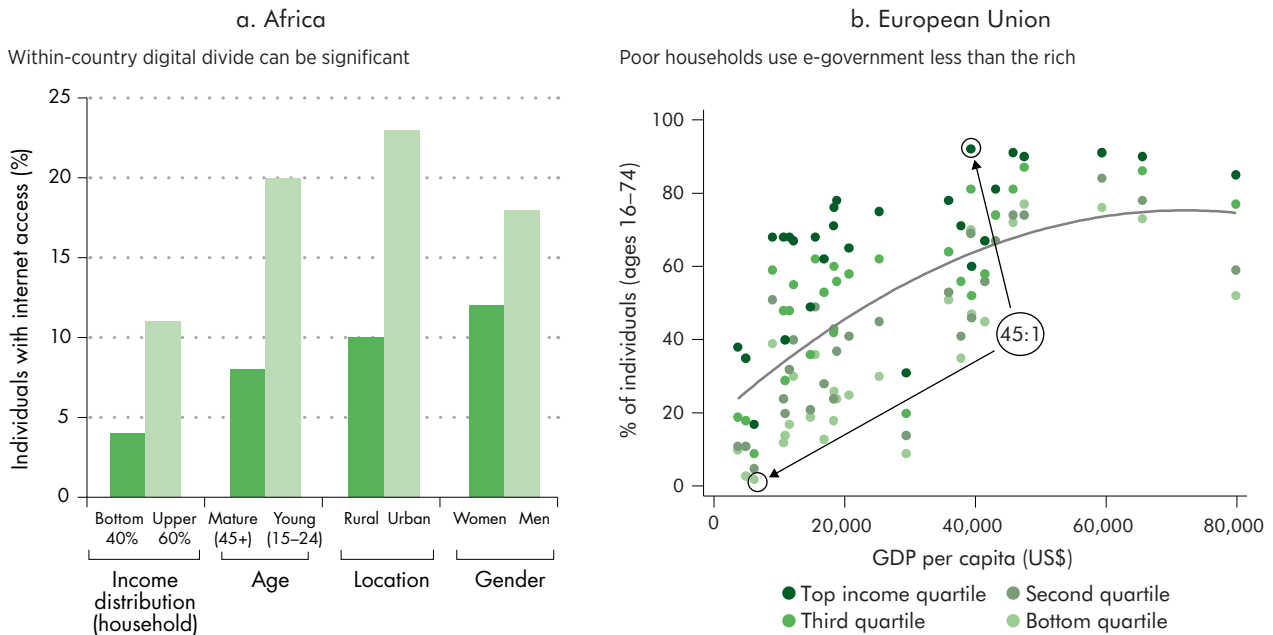 a. Africa
Within-country digital divide can be significant
Individuals with internet access (%)
25
20
15
10
5
0
Bottom 40%
Upper 60%
Mature (45+)
Young (15–24)
Rural
Urban
Women
Men
Income distribution (household)
Age
Location
Gender
b. European Union
Poor households use e-government less than the rich
% of individuals (ages 16–74)
100
80
60
40
20
0
45:1
0
20,000
40,000
60,000
80,000
GDP per capita (US$)
Top income quartile
Second quartile
Third quartile
Bottom quartile